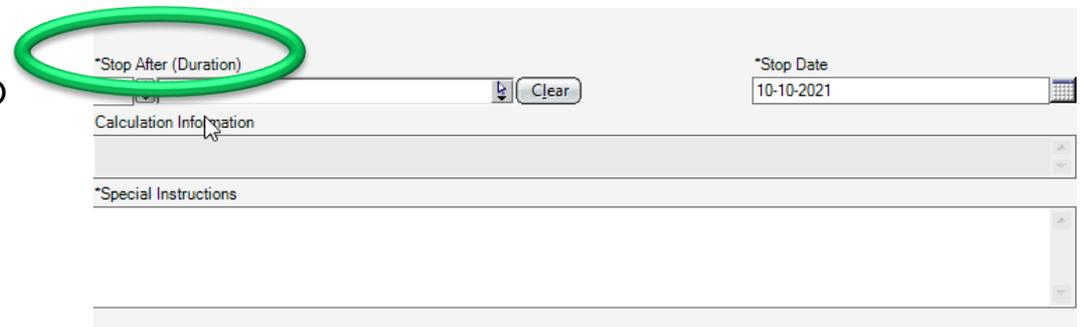 *Stop After (Duration)
*Stop Date
Clear
10-10-2021
Calculation Information
*Special Instructions